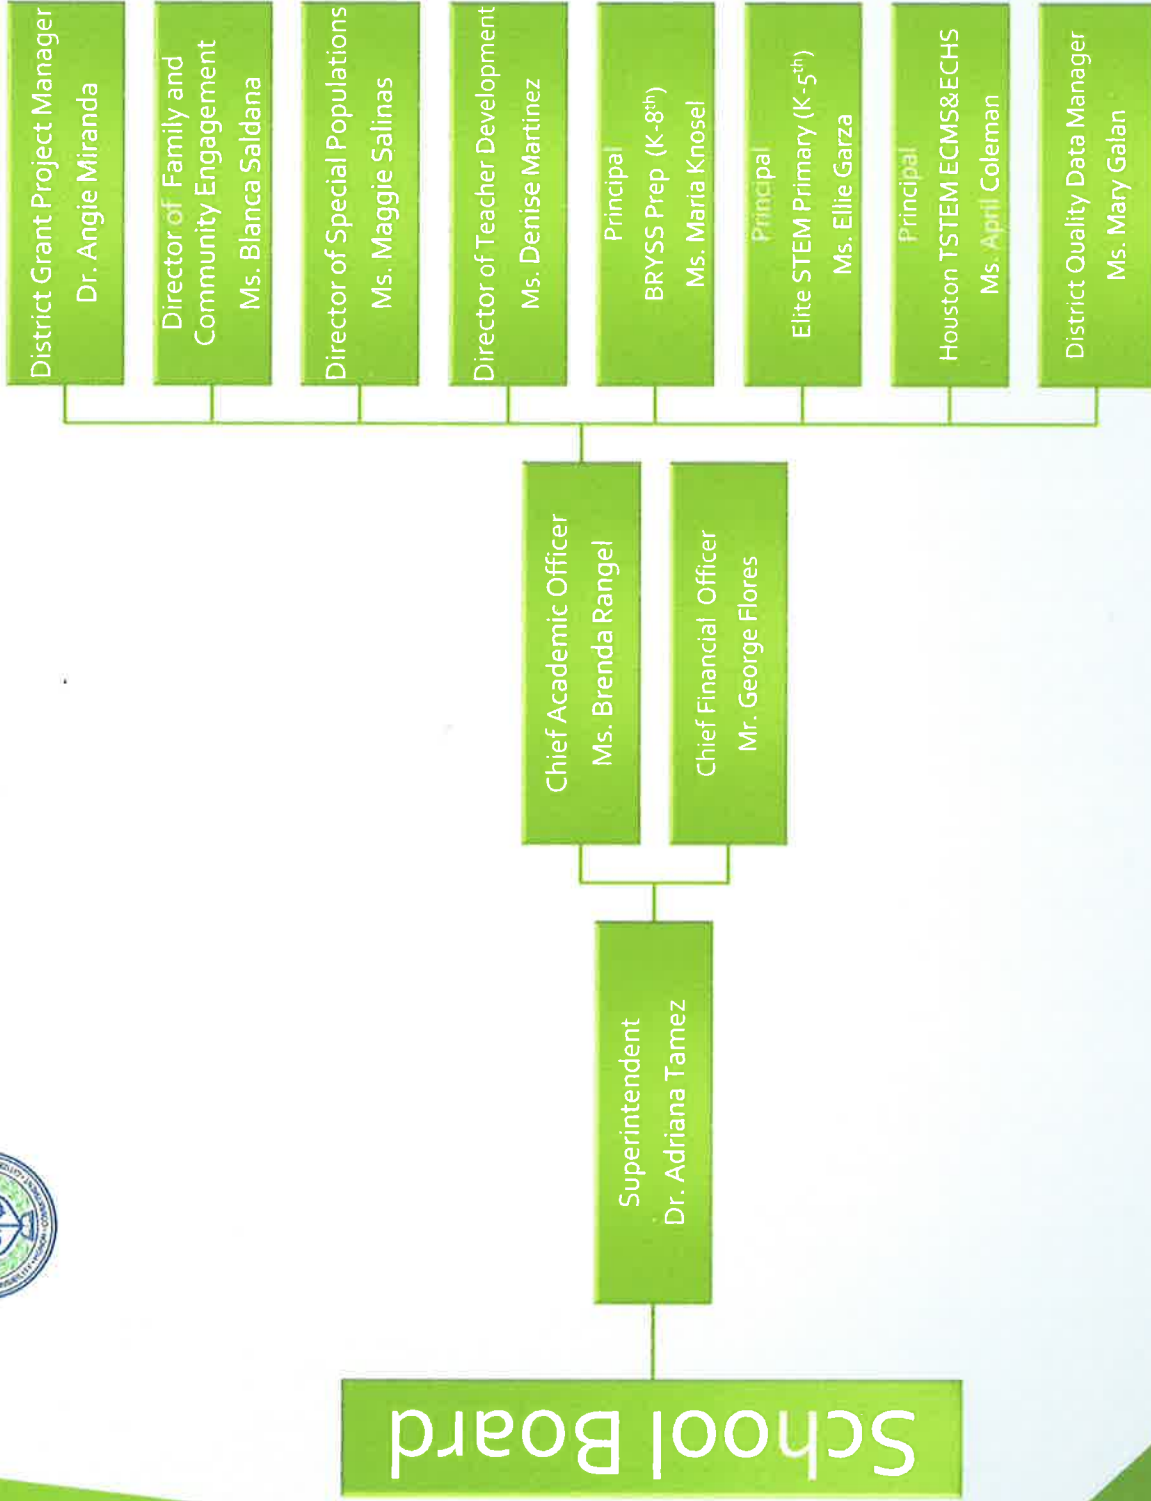 School Board
Superintendent
Dr. Adriana Tamez
Chief Academic Officer
Ms. Brenda Rangel
Chief Financial Officer
Mr. George Flores
District Grant Project Manager
Dr. Angie Miranda
Director of Family and
Community Engagement
Ms. Blanca Saldana
Director of Special Populations
Ms. Maggie Salinas
Director of Teacher Development
Ms. Denise Martinez
Principal
BRYSS Prep (K-8th)
Ms. Maria Knosel
Principal
Elite STEM Primary (K-5th)
Ms. Ellie Garza
Principal
Houston TSTEM ECMS&ECHS
Ms. April Coleman
District Quality Data Manager
Ms. Mary Galan